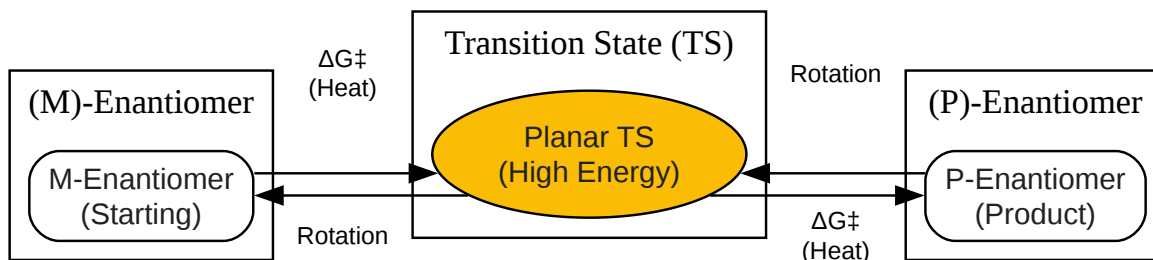 (M)-Enantiomer
M-Enantiomer
(Starting)
ΔG‡
(Heat)
Rotation
Transition State (TS)
Planar TS
(High Energy)
Rotation
ΔG‡
(Heat)
(P)-Enantiomer
P-Enantiomer
(Product)